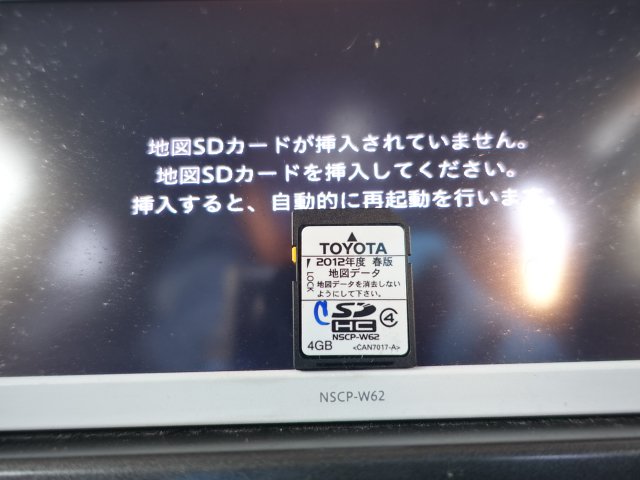 地図SDカードが挿入されていません。
地図SDカードを挿入してください。
挿入すると、自動的に再起動を行います。
TOYOTA
2012年度 春版
地図データ
地図データを消去しない
ようにして下さい。
LOCK
C
SD
HC
④
NSCP-W62
4GB
<CAN7017-A>
NSCP-W62